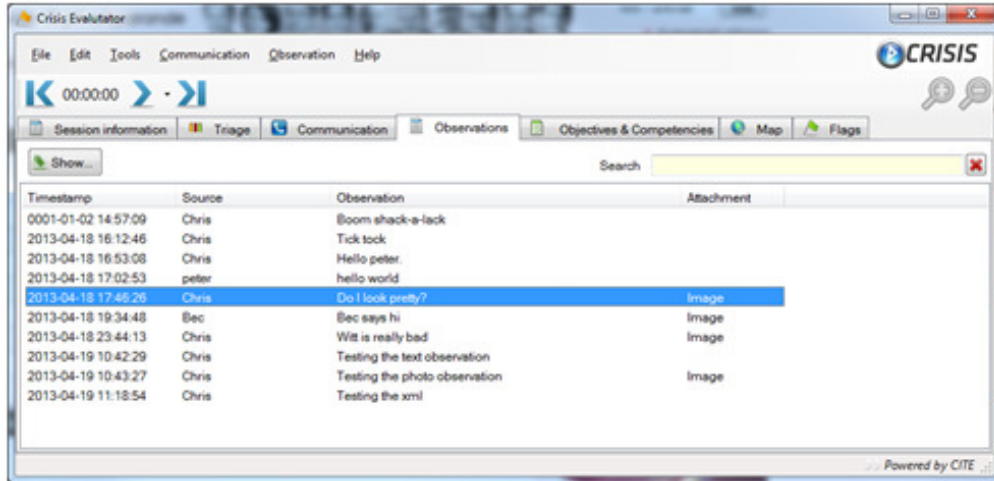 Crisis Evalutator
File Edit Tools Communication Observation Help
CRISIS
00:00:00
Session information Triage Communication Observations Objectives & Competencies Map Flags
Show... Search
Timestamp Source Observation Attachment
0001-01-02 14:57:09 Chris Boom shack-a-lack
2013-04-18 16:12:46 Chris Tick tock
2013-04-18 16:53:08 Chris Hello peter.
2013-04-18 17:02:53 peter hello world
2013-04-18 17:46:26 Chris Do I look pretty? Image
2013-04-18 19:34:48 Bec Bec says hi Image
2013-04-18 23:44:13 Chris Witt is really bad Image
2013-04-19 10:42:29 Chris Testing the text observation
2013-04-19 10:43:27 Chris Testing the photo observation Image
2013-04-19 11:18:54 Chris Testing the xml
Powered by CITE